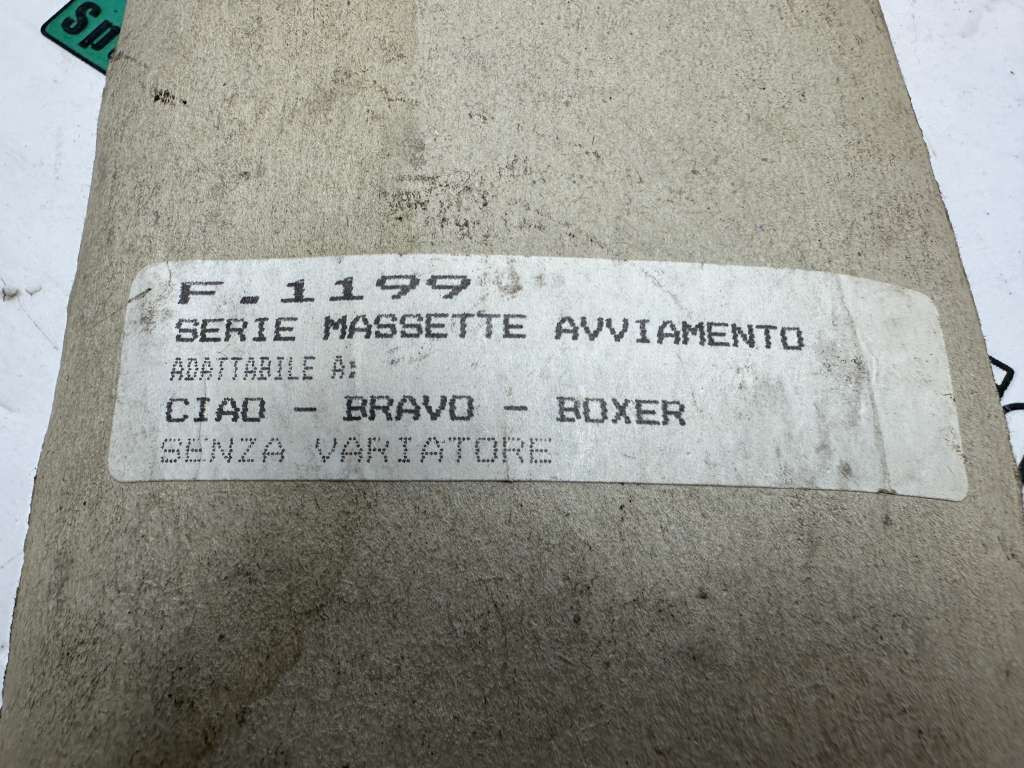 F.1199
SERIE MASSETTE AVVIAMENTO
ADATTABILE A:
CIAO - BRAVO - BOXER
SENZA VARIATORE